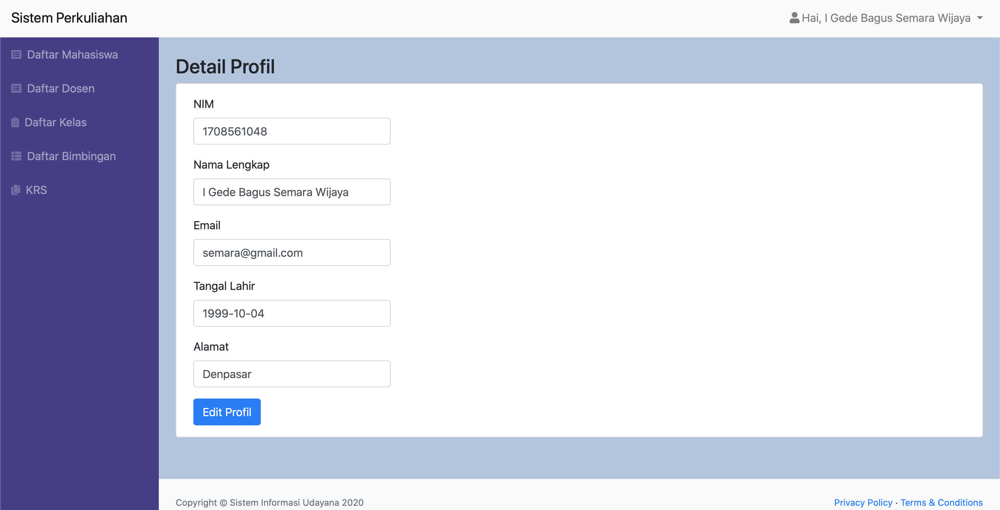 Sistem Perkuliahan
Hai, I Gede Bagus Semara Wijaya
Daftar Mahasiswa
Daftar Dosen
Daftar Kelas
Daftar Bimbingan
KRS
Detail Profil
NIM
1708561048
Nama Lengkap
I Gede Bagus Semara Wijaya
Email
semara@gmail.com
Tangal Lahir
1999-10-04
Alamat
Denpasar
Edit Profil
Copyright © Sistem Informasi Udayana 2020
Privacy Policy · Terms & Conditions